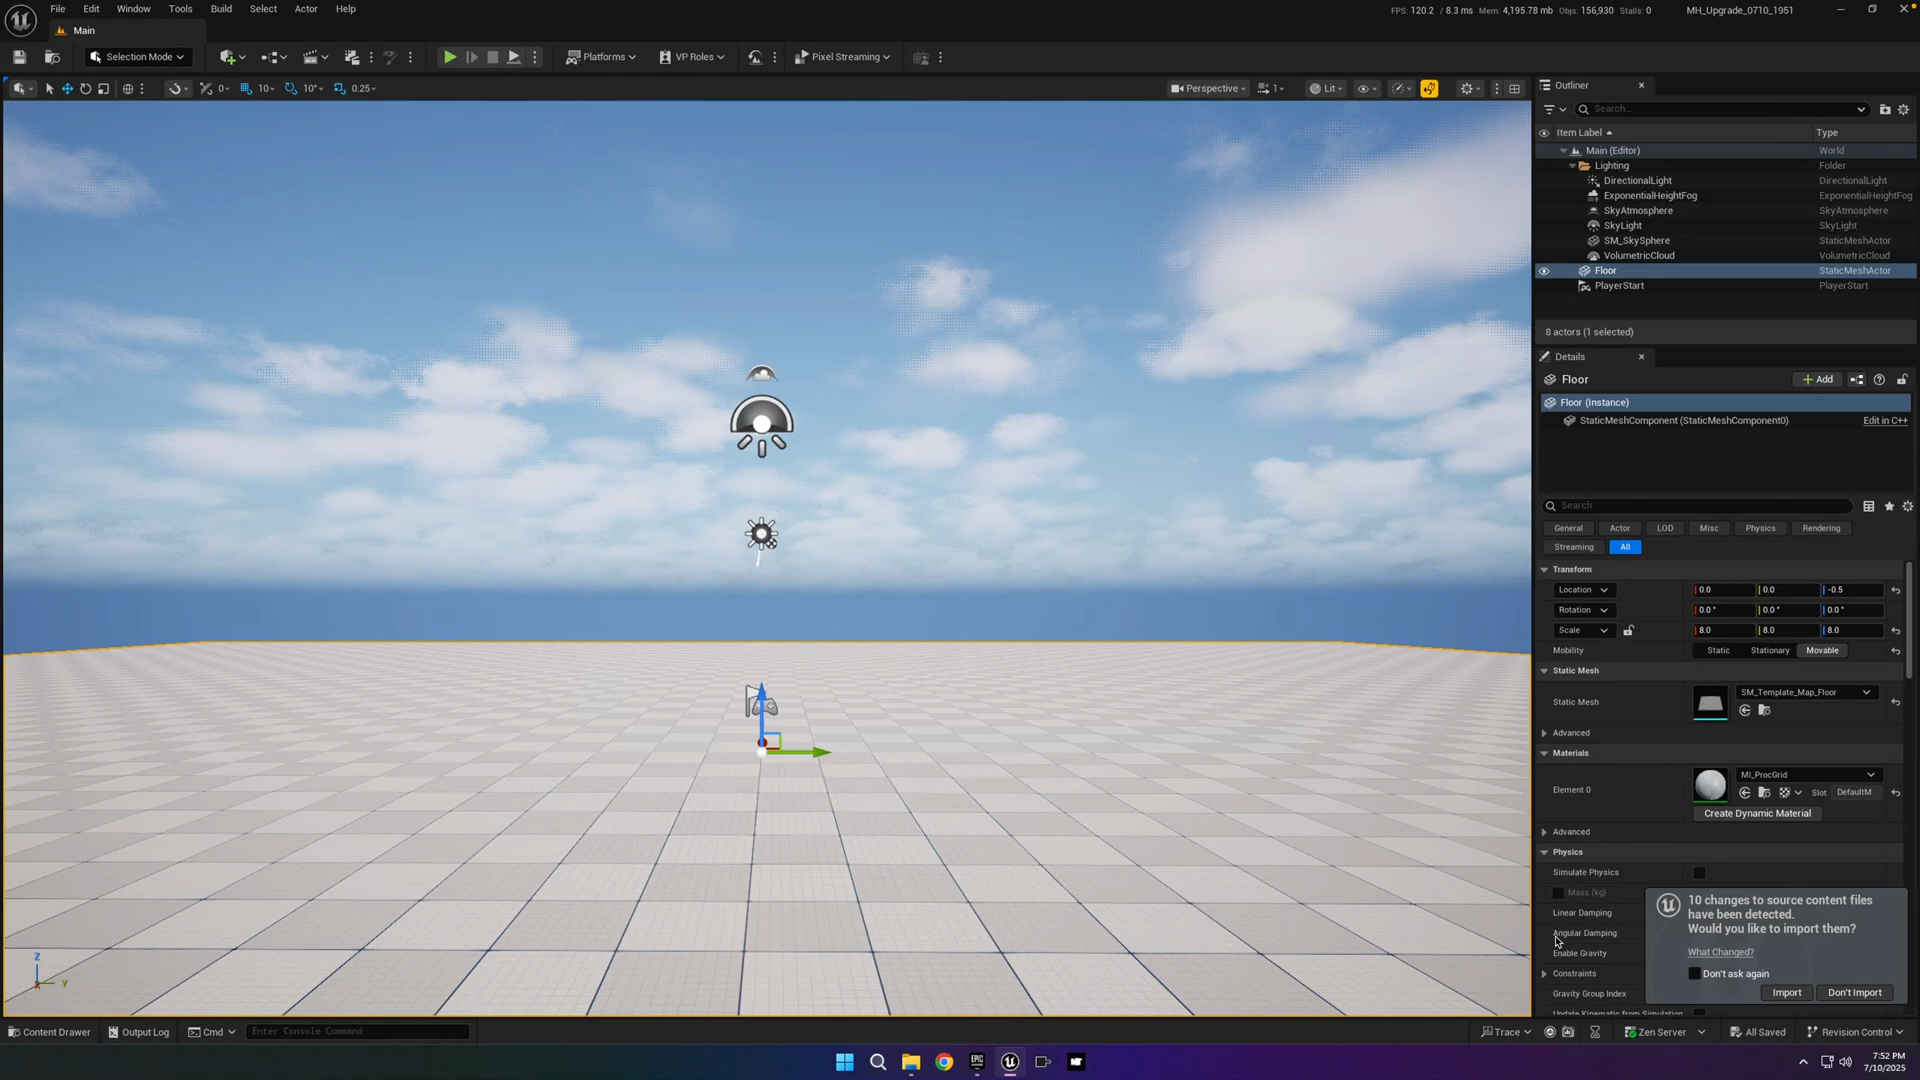 File Edit Window Tools Build Select Actor Help
FPS: 120.2 / 8.3 ms Mem: 4,195.78 mb Objs: 156,930 Stalls: 0 MH_Upgrade_0710_1951
Main
Selection Mode Platforms VP Roles Pixel Streaming
0 10 10° 0.25 Perspective 1 Lit
Outliner
Search...
Item Label Type
Main (Editor) World
Lighting Folder
DirectionalLight DirectionalLight
ExponentialHeightFog ExponentialHeightFog
SkyAtmosphere SkyAtmosphere
SkyLight SkyLight
SM_SkySphere StaticMeshActor
VolumetricCloud VolumetricCloud
Floor StaticMeshActor
PlayerStart PlayerStart
8 actors (1 selected)
Details
Floor Add
Floor (Instance)
StaticMeshComponent (StaticMeshComponent0) Edit in C++
Search
General Actor LOD Misc Physics Rendering
Streaming All
Transform
Location 0.0 0.0 -0.5
Rotation 0.0° 0.0° 0.0°
Scale 8.0 8.0 8.0
Mobility Static Stationary Movable
Static Mesh
Static Mesh SM_Template_Map_Floor
Advanced
Materials
Element 0 MI_ProcGrid
Slot DefaultM
Create Dynamic Material
Advanced
Physics
Simulate Physics
Mass (kg)
Linear Damping
Angular Damping
Enable Gravity
Constraints
Gravity Group Index
10 changes to source content files
have been detected.
Would you like to import them?
What Changed?
Don't ask again
Import Don't Import
Z
X Y
Content Drawer Output Log Cmd Enter Console Command Trace Zen Server All Saved Revision Control
EPIC GAMES
7:52 PM
7/10/2025